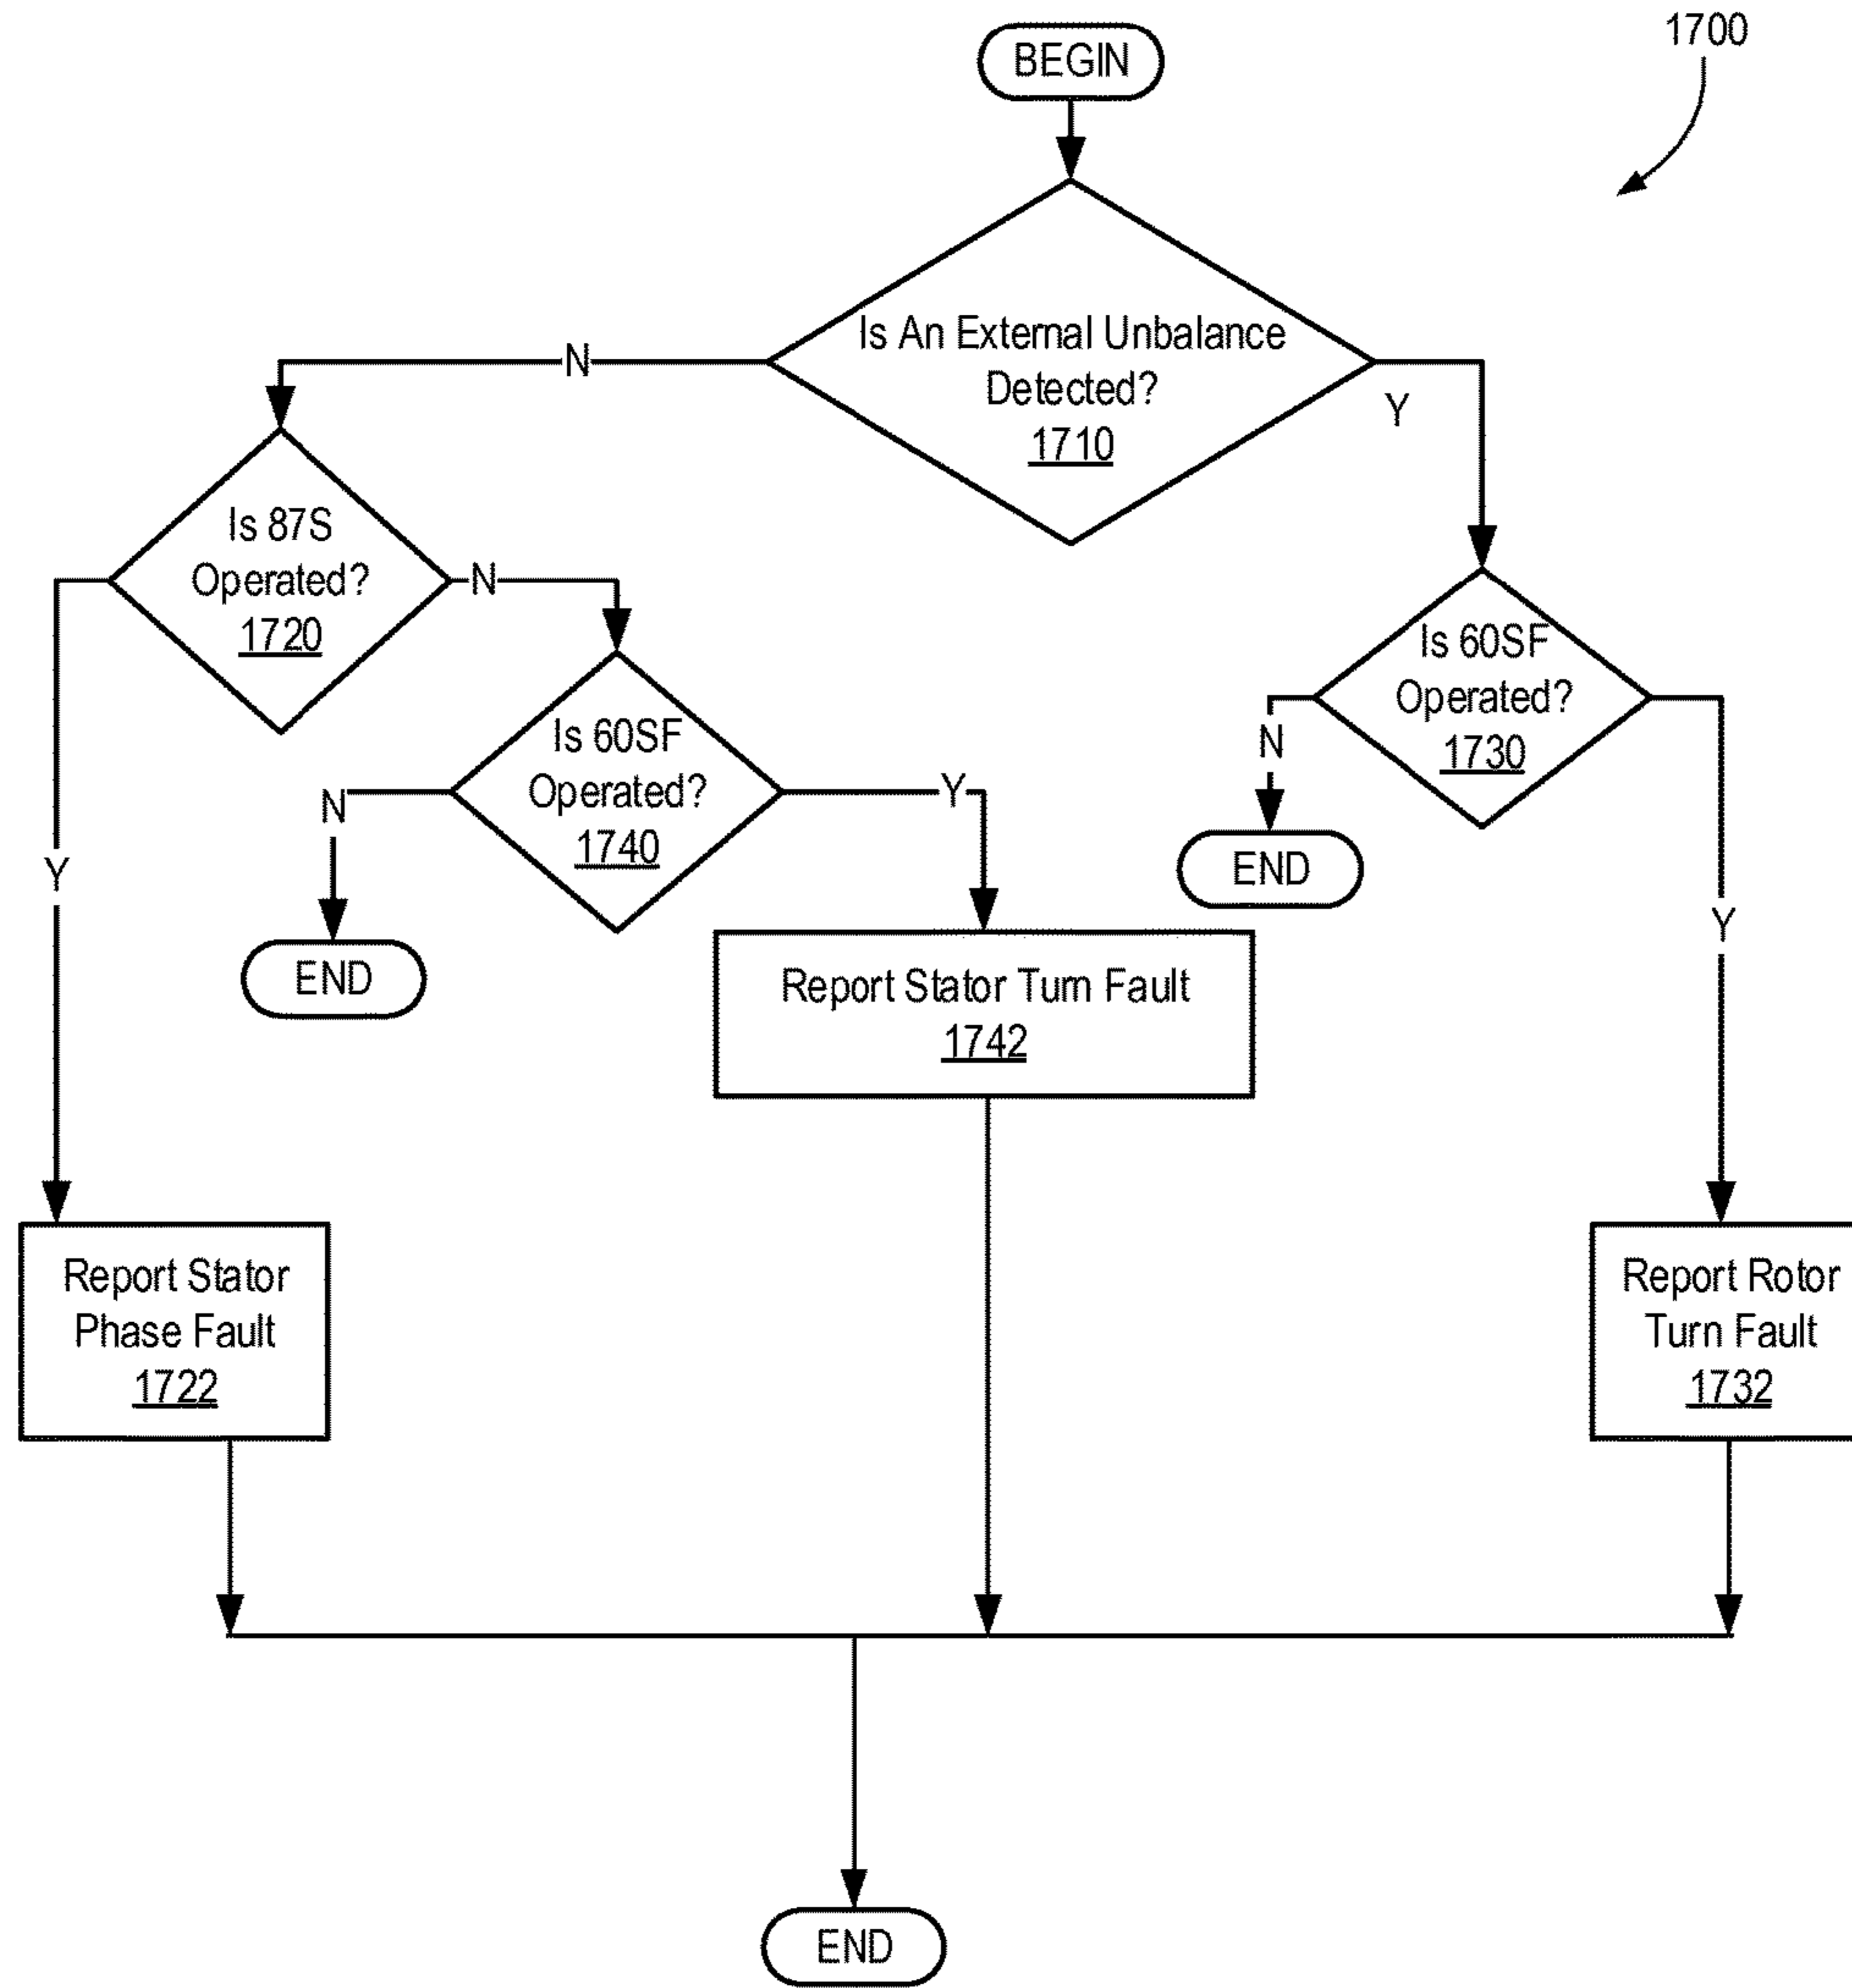 1700
BEGIN
Is An External Unbalance
Detected?
1710
N
Y
Is 87S
Operated?
1720
N
Y
Is 60SF
Operated?
1730
N
Y
END
Is 60SF
Operated?
1740
N
Y
END
Report Stator Turn Fault
1742
Report Stator
Phase Fault
1722
Report Rotor
Turn Fault
1732
END